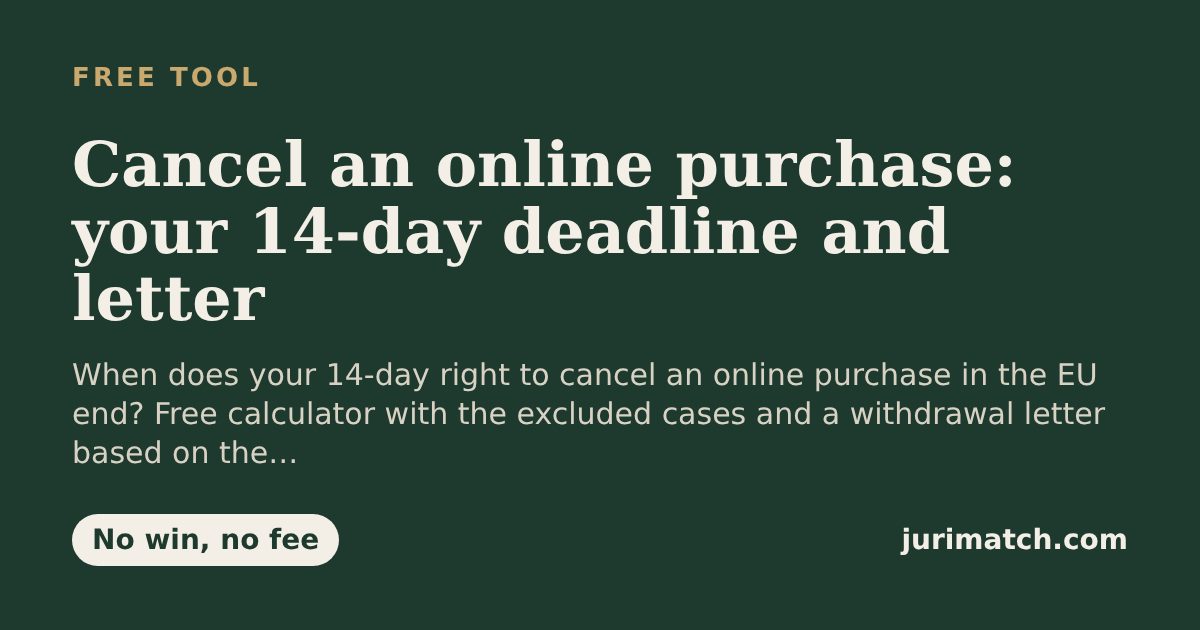 FREE TOOL
Cancel an online purchase:
your 14-day deadline and
letter
When does your 14-day right to cancel an online purchase in the EU
end? Free calculator with the excluded cases and a withdrawal letter
based on the...
No win, no fee
jurimatch.com